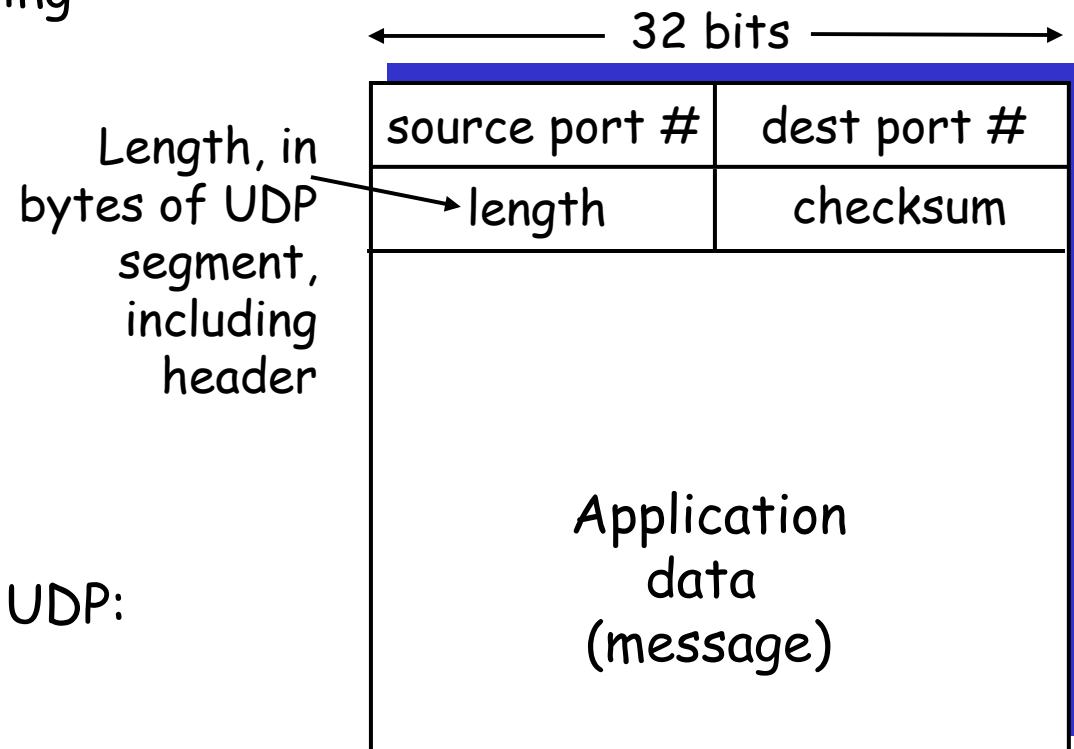 32 bits
source port # dest port #
Length, in
bytes of UDP
segment,
including
header
length checksum
Application
data
(message)
UDP: